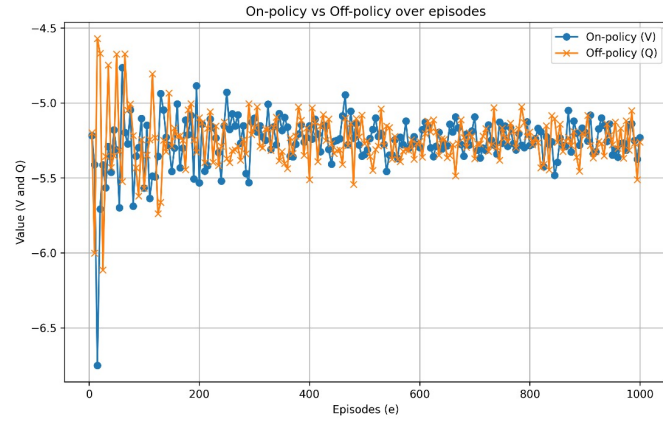 On-policy vs Off-policy over episodes
−4.5
On-policy (V)
Off-policy (Q)
−5.0
−5.5
−6.0
−6.5
Value (V and Q)
0
200
400
600
800
1000
Episodes (e)